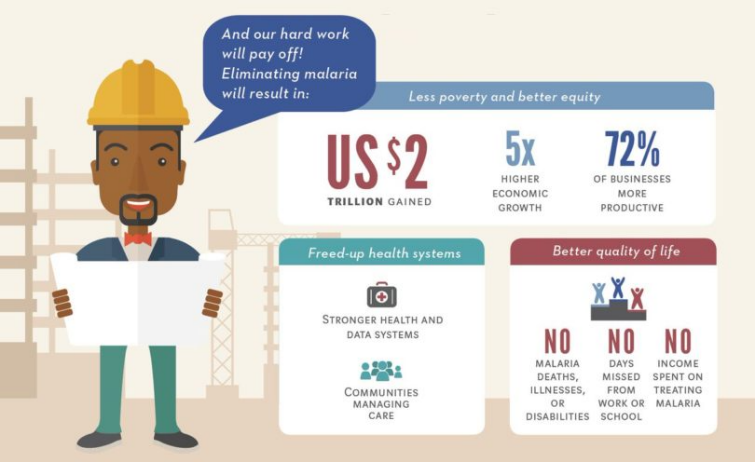 And our hard work
will pay off!
Eliminating malaria
will result in:
Less poverty and better equity
US $2
TRILLION GAINED
5x
HIGHER
ECONOMIC
GROWTH
72%
OF BUSINESSES
MORE
PRODUCTIVE
Freed-up health systems
STRONGER HEALTH AND
DATA SYSTEMS
COMMUNITIES
MANAGING
CARE
Better quality of life
NO
MALARIA
DEATHS,
ILLNESSES,
OR
DISABILITIES
NO
DAYS
MISSED
FROM
WORK OR
SCHOOL
NO
INCOME
SPENT ON
TREATING
MALARIA